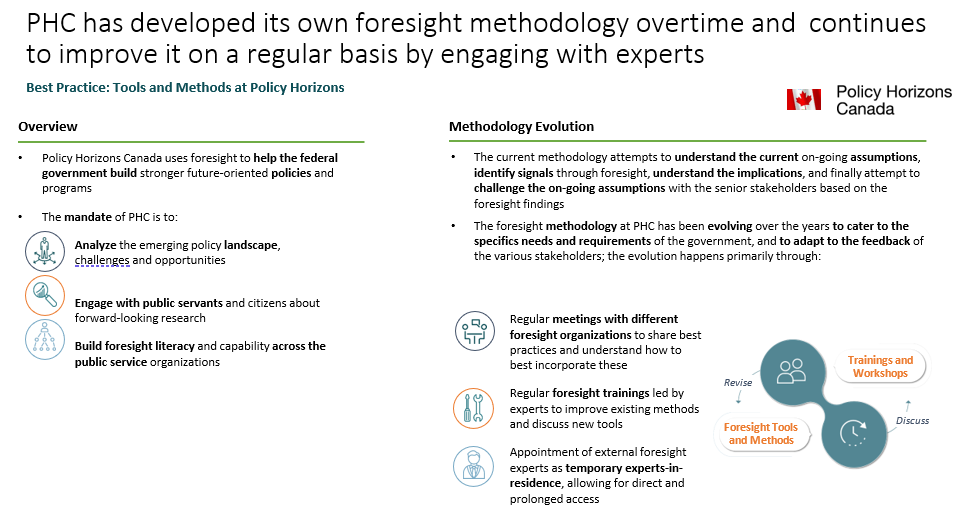 PHC has developed its own foresight methodology overtime and  continues
to improve it on a regular basis by engaging with experts
Best Practice: Tools and Methods at Policy Horizons
Policy Horizons
Canada
Overview
• Policy Horizons Canada uses foresight to help the federal
government build stronger future-oriented policies and
programs
• The mandate of PHC is to:
Analyze the emerging policy landscape,
challenges and opportunities
Engage with public servants and citizens about
forward-looking research
Build foresight literacy and capability across the
public service organizations
Methodology Evolution
• The current methodology attempts to understand the current on-going assumptions,
identify signals through foresight, understand the implications, and finally attempt to
challenge the on-going assumptions with the senior stakeholders based on the
foresight findings
• The foresight methodology at PHC has been evolving over the years to cater to the
specifics needs and requirements of the government, and to adapt to the feedback of
the various stakeholders; the evolution happens primarily through:
Regular meetings with different
foresight organizations to share best
practices and understand how to
best incorporate these
Regular foresight trainings led by
experts to improve existing methods
and discuss new tools
Appointment of external foresight
experts as temporary experts-in-
residence, allowing for direct and
prolonged access
Trainings and
Workshops
Revise
Discuss
Foresight Tools
and Methods